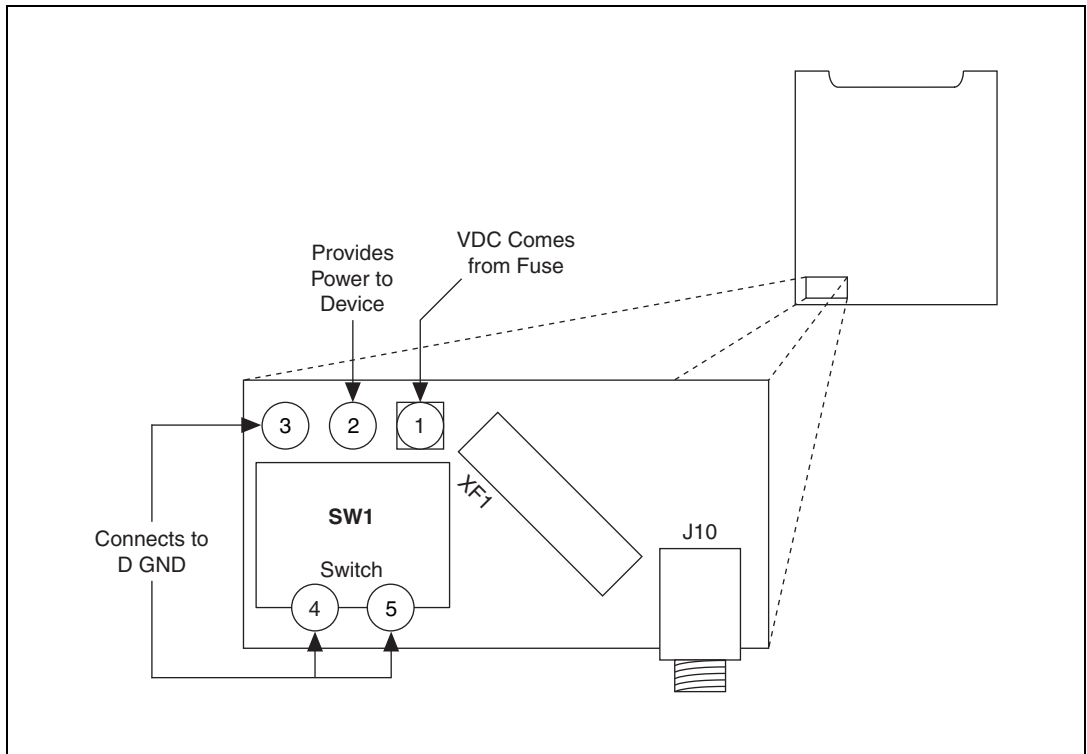 VDC Comes
from Fuse
Provides
Power to
Device
3
2
1
XF1
SW1
J10
Connects to
D GND
Switch
4
5